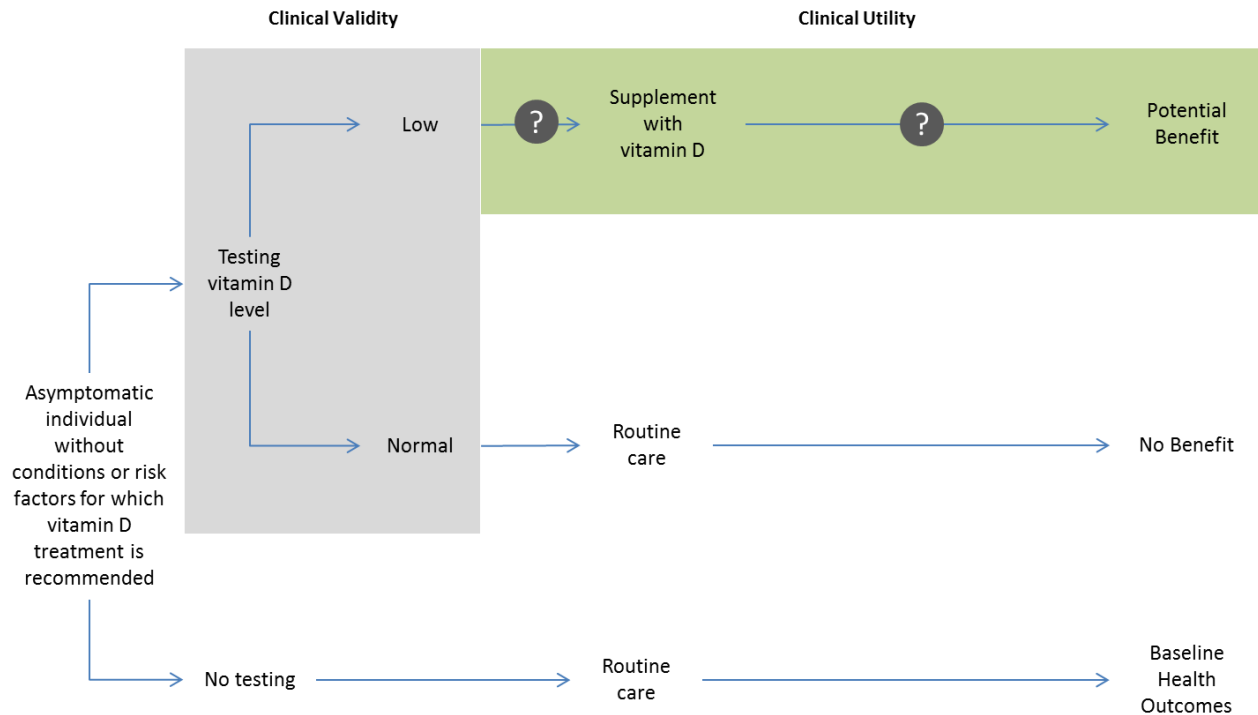 Clinical Validity
Clinical Utility
Low
?
Supplement
with
vitamin D
?
Potential
Benefit
Testing
vitamin D
level
Asymptomatic
individual
without
conditions or risk
factors for which
vitamin D
treatment is
recommended
Normal
Routine
care
No Benefit
No testing
Routine
care
Baseline
Health
Outcomes